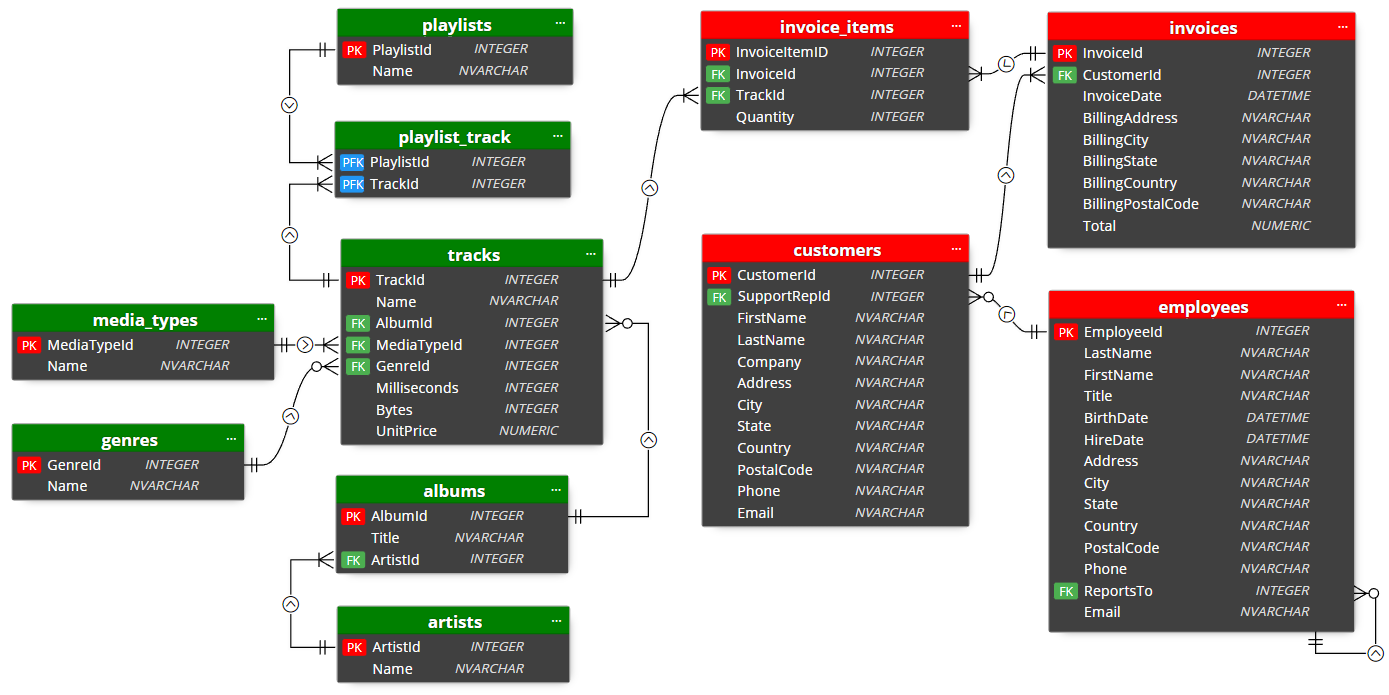 playlists ...
PK PlaylistId INTEGER
Name NVARCHAR
playlist_track ...
PFK PlaylistId INTEGER
PFK TrackId INTEGER
tracks ...
PK TrackId INTEGER
Name NVARCHAR
FK AlbumId INTEGER
FK MediaTypeId INTEGER
FK GenreId INTEGER
Milliseconds INTEGER
Bytes INTEGER
UnitPrice NUMERIC
media_types ...
PK MediaTypeId INTEGER
Name NVARCHAR
genres ...
PK GenreId INTEGER
Name NVARCHAR
albums ...
PK AlbumId INTEGER
Title NVARCHAR
FK ArtistId INTEGER
artists ...
PK ArtistId INTEGER
Name NVARCHAR
invoice_items ...
PK InvoiceItemID INTEGER
FK InvoiceId INTEGER
FK TrackId INTEGER
Quantity INTEGER
invoices ...
PK InvoiceId INTEGER
FK CustomerId INTEGER
InvoiceDate DATETIME
BillingAddress NVARCHAR
BillingCity NVARCHAR
BillingState NVARCHAR
BillingCountry NVARCHAR
BillingPostalCode NVARCHAR
Total NUMERIC
customers ...
PK CustomerId INTEGER
FK SupportRepId INTEGER
FirstName NVARCHAR
LastName NVARCHAR
Company NVARCHAR
Address NVARCHAR
City NVARCHAR
State NVARCHAR
Country NVARCHAR
PostalCode NVARCHAR
Phone NVARCHAR
Email NVARCHAR
employees ...
PK EmployeeId INTEGER
LastName NVARCHAR
FirstName NVARCHAR
Title NVARCHAR
BirthDate DATETIME
HireDate DATETIME
Address NVARCHAR
City NVARCHAR
State NVARCHAR
Country NVARCHAR
PostalCode NVARCHAR
Phone NVARCHAR
FK ReportsTo INTEGER
Email NVARCHAR